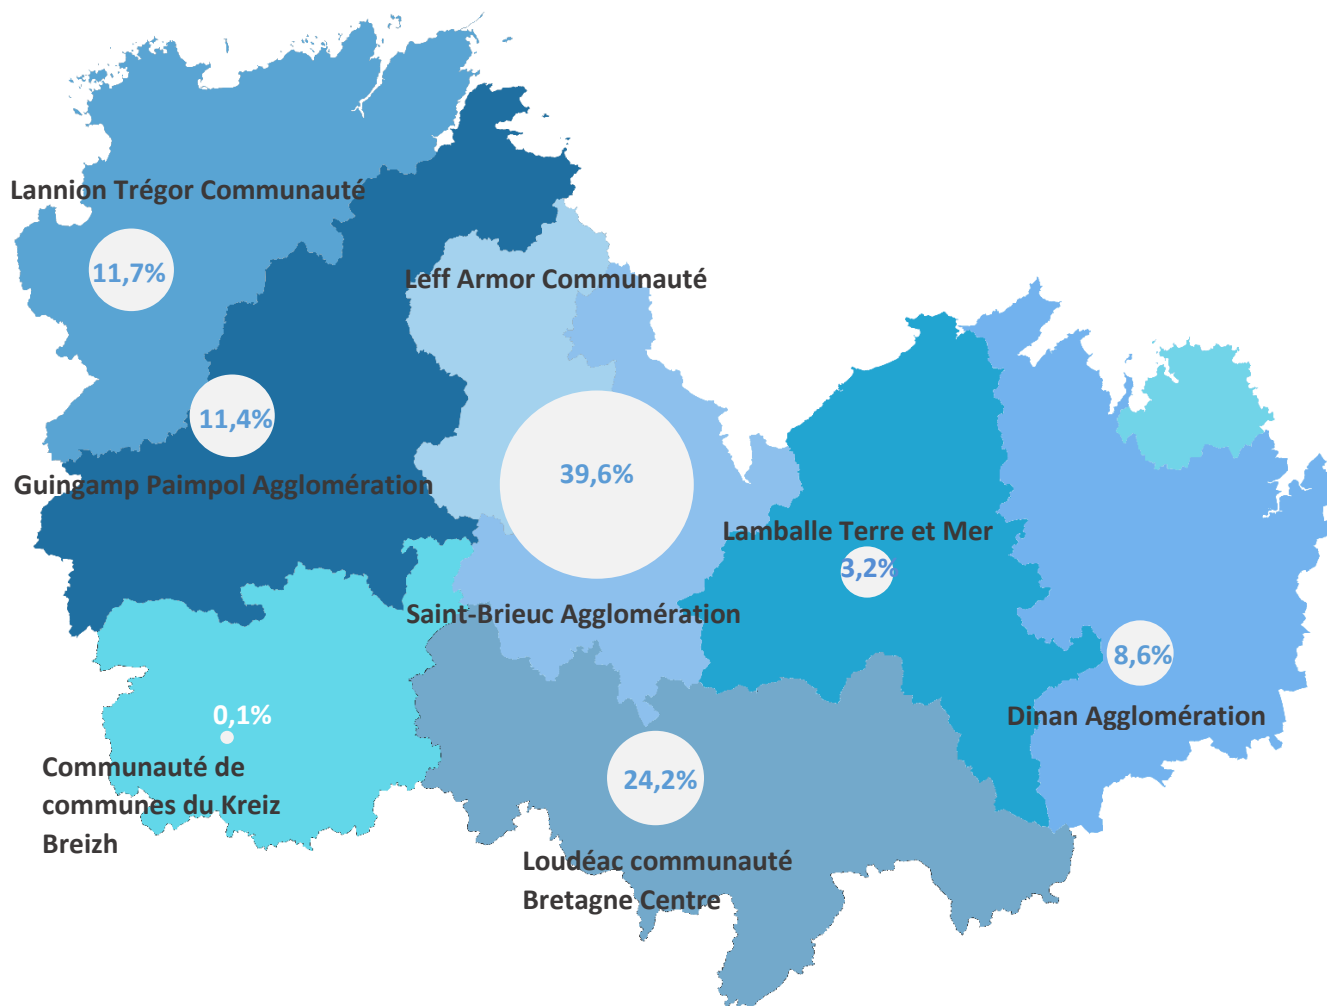 Lannion Trégor Communauté
11,7%
Leff Armor Communauté
11,4%
Guingamp Paimpol Agglomération
39,6%
Lamballe Terre et Mer
3,2%
Saint-Brieuc Agglomération
8,6%
Dinan Agglomération
0,1%
Communauté de
communes du Kreiz
Breizh
24,2%
Loudéac communauté
Bretagne Centre